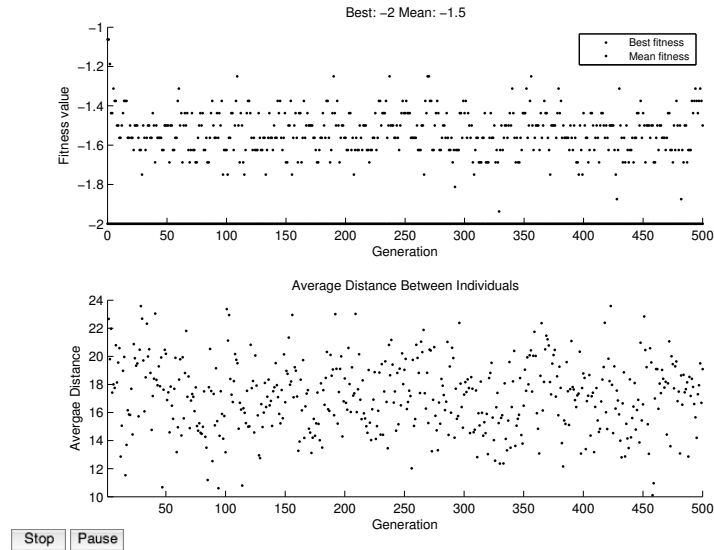 Best: −2 Mean: −1.5
Best fitness
Mean fitness
Fitness value
−1
−1.2
−1.4
−1.6
−1.8
−2
0 50 100 150 200 250 300 350 400 450 500
Generation
Average Distance Between Individuals
Avergae Distance
24
22
20
18
16
14
12
10
50 100 150 200 250 300 350 400 450 500
Generation
Stop Pause